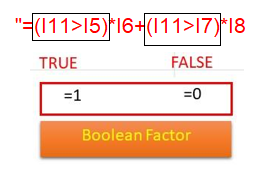 "=(I11>I5)*I6+(I11>I7)*I8
TRUE FALSE
=1 =0
Boolean Factor